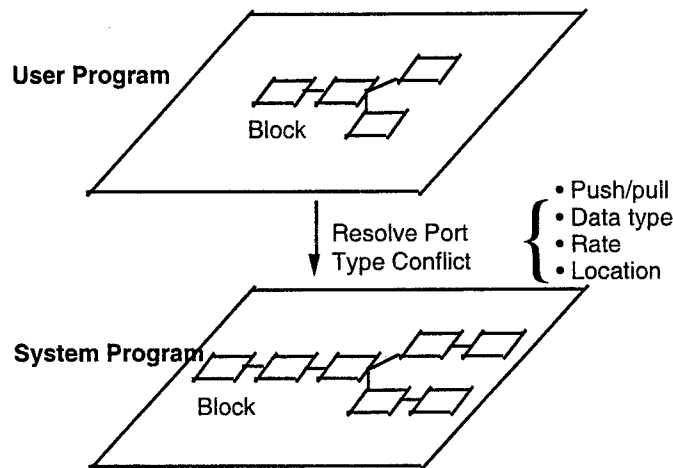 User Program
Block
Resolve Port
Type Conflict
• Push/pull
• Data type
• Rate
• Location
System Program
Block